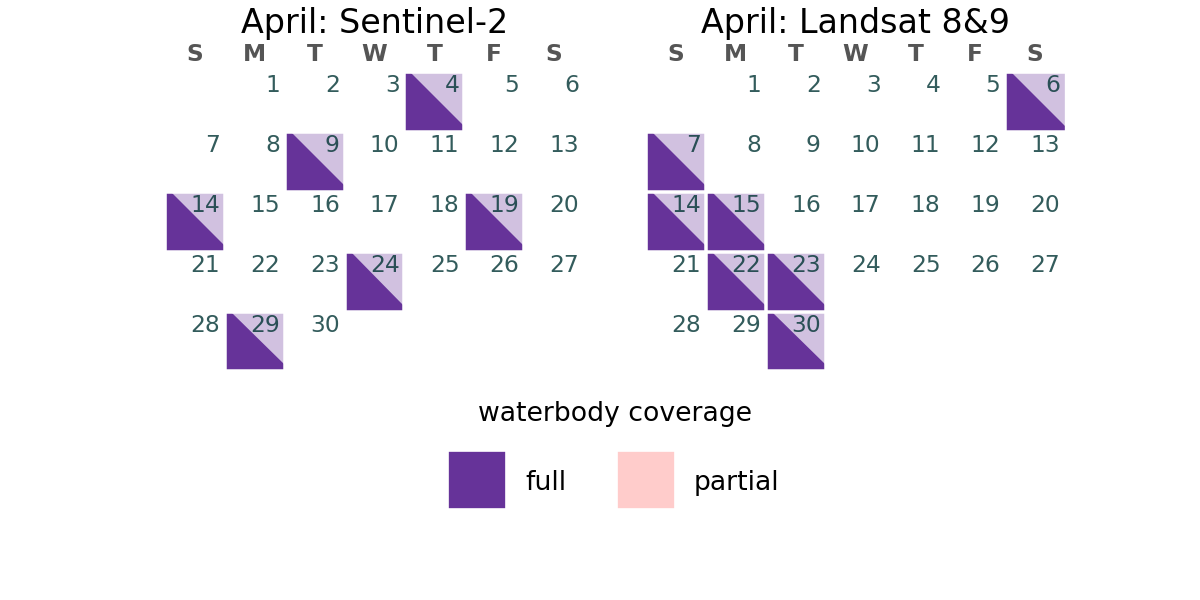 April: Sentinel-2
S M T W T F S
1 2 3 4 5 6
7 8 9 10 11 12 13
14 15 16 17 18 19 20
21 22 23 24 25 26 27
28 29 30
April: Landsat 8&9
S M T W T F S
1 2 3 4 5 6
7 8 9 10 11 12 13
14 15 16 17 18 19 20
21 22 23 24 25 26 27
28 29 30
waterbody coverage
full partial